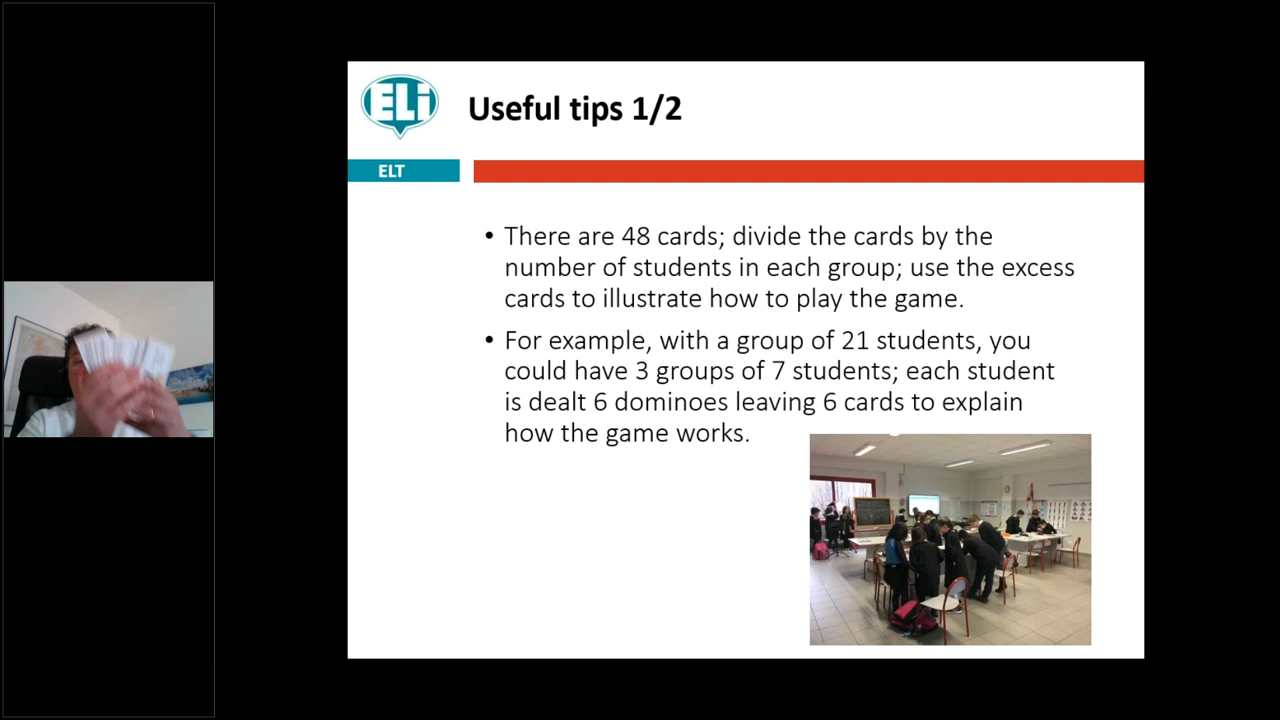 ELi
Useful tips 1/2
ELT
• There are 48 cards; divide the cards by the
number of students in each group; use the excess
cards to illustrate how to play the game.
• For example, with a group of 21 students, you
could have 3 groups of 7 students; each student
is dealt 6 dominoes leaving 6 cards to explain
how the game works.